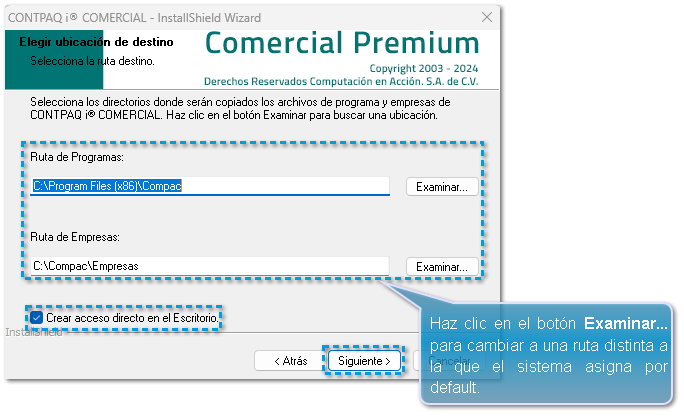 CONTPAQ i® COMERCIAL - InstallShield Wizard
Elegir ubicación de destino
Selecciona la ruta destino.
Comercial Premium
Copyright 2003 - 2024
Derechos Reservados Computación en Acción. S.A. de C.V.
Selecciona los directorios donde serán copiados los archivos de programa y empresas de
CONTPAQ i® COMERCIAL. Haz clic en el botón Examinar para buscar una ubicación.
Ruta de Programas:
C:\Program Files (x86)\Compac
Examinar...
Ruta de Empresas:
C:\Compac\Empresas
Examinar...
Crear acceso directo en el Escritorio.
InstallShield
< Atrás
Siguiente >
Cancelar
Haz clic en el botón Examinar...
para cambiar a una ruta distinta a
la que el sistema asigna por
default.